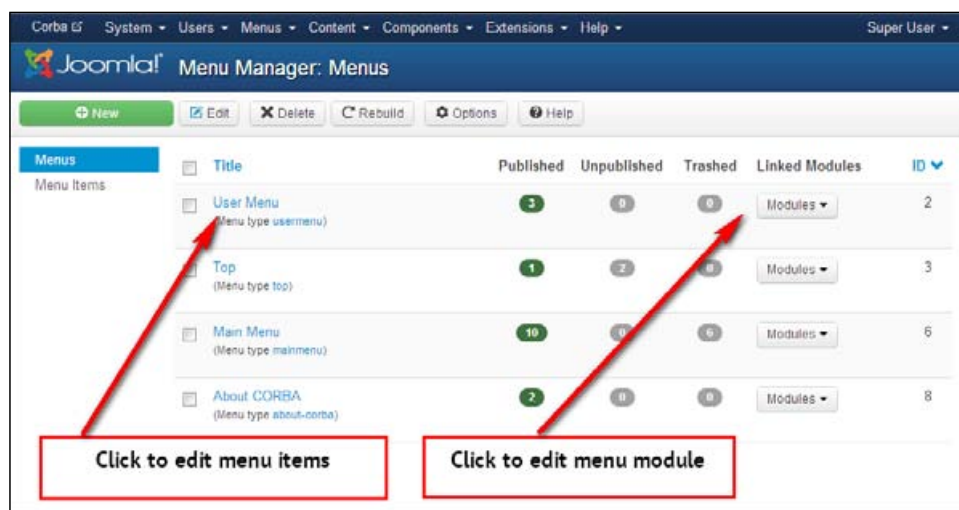 Corba System Users Menus Content Components Extensions Help Super User
Joomla! Menu Manager: Menus
New Edit Delete Rebuild Options Help
Menus
Menu Items
Title Published Unpublished Trashed Linked Modules ID
User Menu 3 0 0 Modules 2
(Menu type usermenu)
Top 1 2 0 Modules 3
(Menu type top)
Main Menu 10 0 6 Modules 6
(Menu type mainmenu)
About CORBA 2 0 0 Modules 8
(Menu type about-corba)
Click to edit menu items
Click to edit menu module